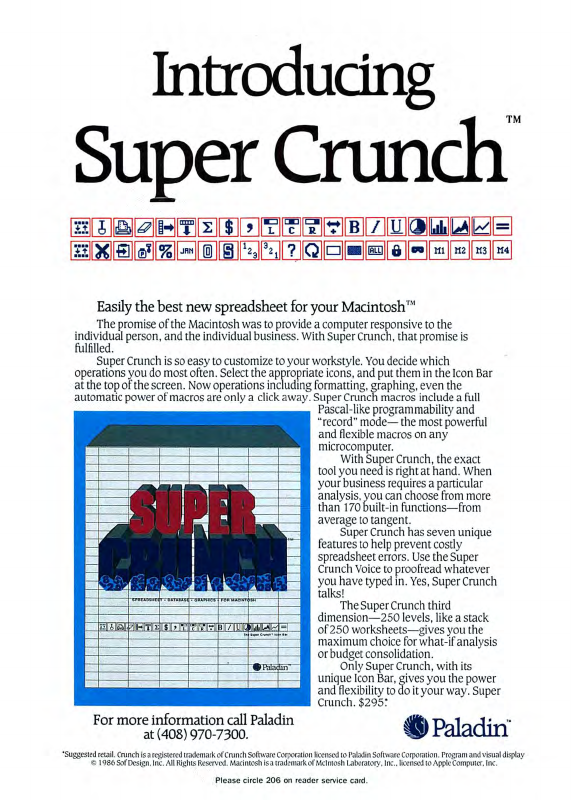 Introducing
Super Crunch™
Σ $ , L C R B I U =
% JAN 0 S 1 2 3 3 2 1 ? ALL M1 M2 M3 M4
Easily the best new spreadsheet for your Macintosh™
The promise of the Macintosh was to provide a computer responsive to the
individual person, and the individual business. With Super Crunch, that promise is
fulfilled.
Super Crunch is so easy to customize to your workstyle. You decide which
operations you do most often. Select the appropriate icons, and put them in the Icon Bar
at the top of the screen. Now operations including formatting, graphing, even the
automatic power of macros are only a click away. Super Crunch macros include a full
Pascal-like programmability and
“record” mode—the most powerful
and flexible macros on any
microcomputer.
With Super Crunch, the exact
tool you need is right at hand. When
your business requires a particular
analysis, you can choose from more
than 170 built-in functions—from
average to tangent.
Super Crunch has seven unique
features to help prevent costly
spreadsheet errors. Use the Super
Crunch Voice to proofread whatever
you have typed in. Yes, Super Crunch
talks!
The Super Crunch third
dimension—250 levels, like a stack
of 250 worksheets—gives you the
maximum choice for what-if analysis
or budget consolidation.
Only Super Crunch, with its
unique Icon Bar, gives you the power
and flexibility to do it your way. Super
Crunch. $295.*
SUPER
CRUNCH™
SPREADSHEET • DATABASE • GRAPHICS • FOR MACINTOSH
Σ $ , L C R B I U =
The Super Crunch™ Icon Bar
Paladin™
For more information call Paladin
at (408) 970-7300.
Paladin™
*Suggested retail. Crunch is a registered trademark of Crunch Software Corporation licensed to Paladin Software Corporation. Program and visual display
© 1986 Sof Design, Inc. All Rights Reserved. Macintosh is a trademark of McIntosh Laboratory, Inc., licensed to Apple Computer, Inc.
Please circle 206 on reader service card.